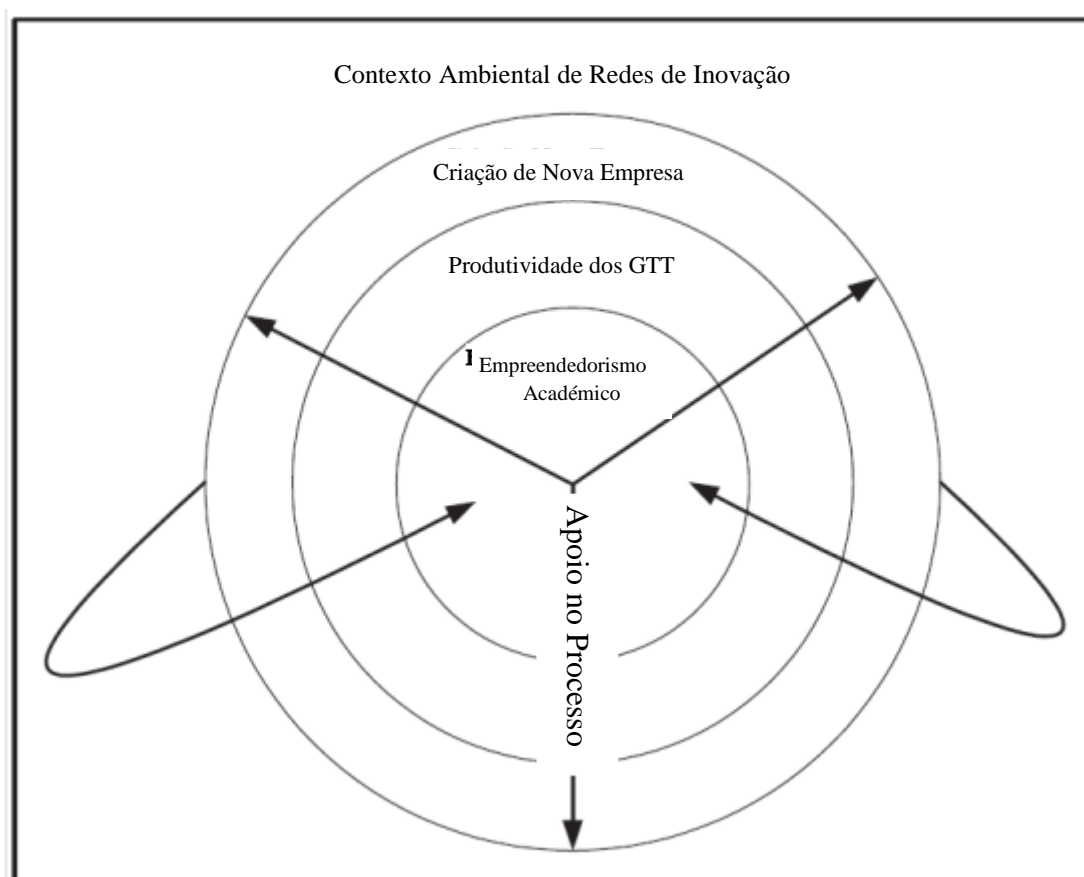 Contexto Ambiental de Redes de Inovação
Criação de Nova Empresa
Produtividade dos GTT
Empreendedorismo
Académico
Apoio no Processo